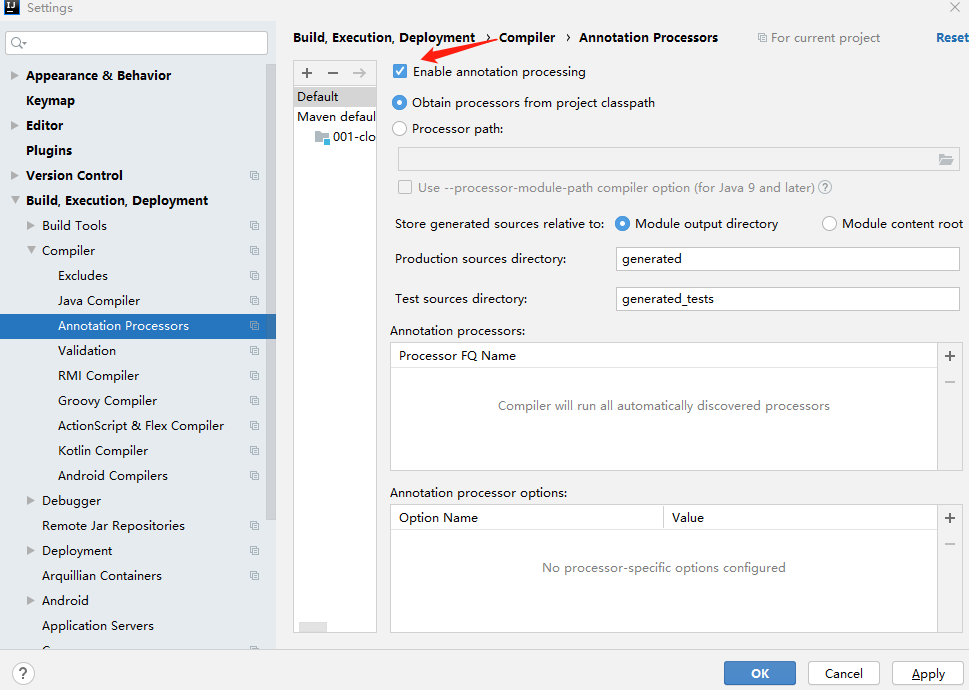 IJ Settings
Build, Execution, Deployment › Compiler › Annotation Processors For current project Reset
Appearance & Behavior
Keymap
Editor
Plugins
Version Control
Build, Execution, Deployment
Build Tools
Compiler
Excludes
Java Compiler
Annotation Processors
Validation
RMI Compiler
Groovy Compiler
ActionScript & Flex Compiler
Kotlin Compiler
Android Compilers
Debugger
Remote Jar Repositories
Deployment
Arquillian Containers
Android
Application Servers
Default
Maven defaul
001-clo
Enable annotation processing
Obtain processors from project classpath
Processor path:
Use --processor-module-path compiler option (for Java 9 and later) ?
Store generated sources relative to: Module output directory Module content root
Production sources directory: generated
Test sources directory: generated_tests
Annotation processors:
Processor FQ Name
Compiler will run all automatically discovered processors
Annotation processor options:
Option Name Value
No processor-specific options configured
? OK Cancel Apply